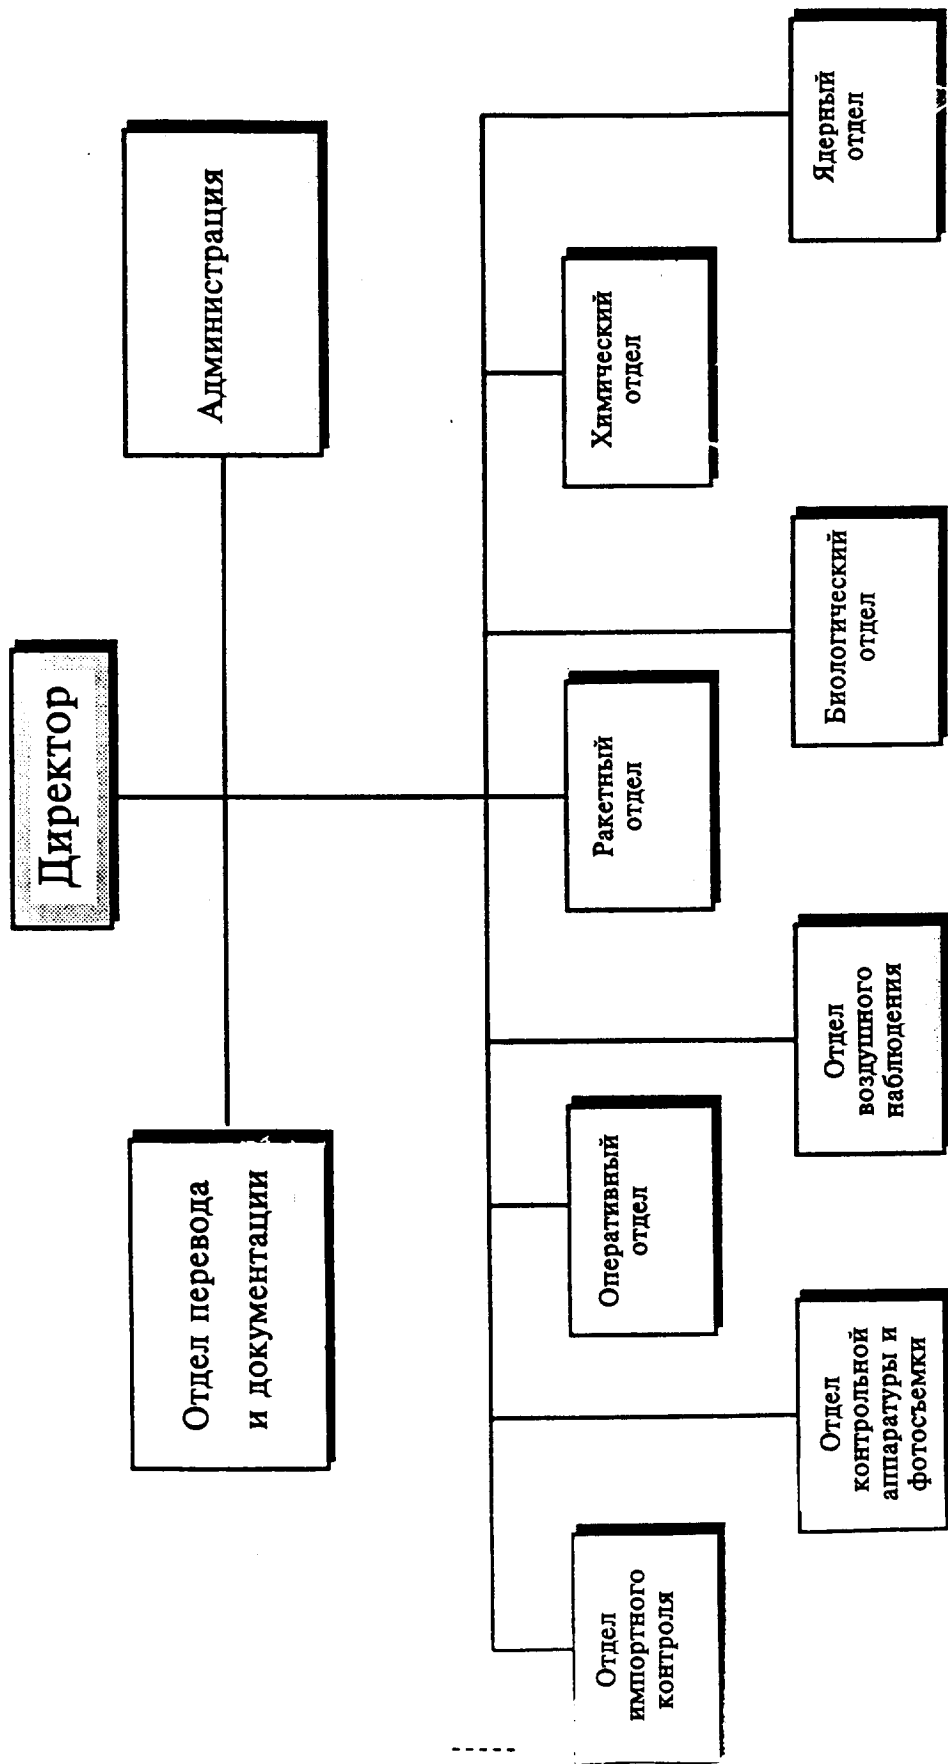 Директор
Отдел перевода
и документации
Администрация
Отдел
импортного
контроля
Отдел
контрольной
аппаратуры и
фотосъемки
Оперативный
отдел
Отдел
воздушного
наблюдения
Ракетный
отдел
Биологический
отдел
Химический
отдел
Ядерный
отдел